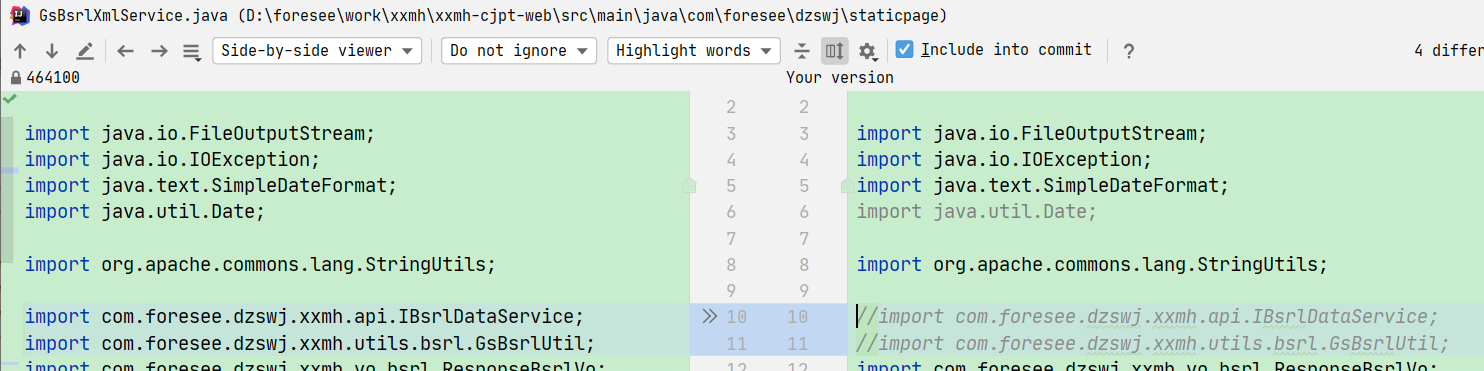 GsBsrlXmlService.java (D:\foresee\work\xxmh\xxmh-cjpt-web\src\main\java\com\foresee\dzswj\staticpage)
Side-by-side viewer Do not ignore Highlight words Include into commit ? 4 differ
464100 Your version
2 2
import java.io.FileOutputStream; 3 3 import java.io.FileOutputStream;
import java.io.IOException; 4 4 import java.io.IOException;
import java.text.SimpleDateFormat; 5 5 import java.text.SimpleDateFormat;
import java.util.Date; 6 6 import java.util.Date;
7 7
import org.apache.commons.lang.StringUtils; 8 8 import org.apache.commons.lang.StringUtils;
9 9
import com.foresee.dzswj.xxmh.api.IBsrlDataService; 10 10 //import com.foresee.dzswj.xxmh.api.IBsrlDataService;
import com.foresee.dzswj.xxmh.utils.bsrl.GsBsrlUtil; 11 11 //import com.foresee.dzswj.xxmh.utils.bsrl.GsBsrlUtil;
import com.foresee.dzswj.xxmh.vo.bsrl.ResponseBsrlVo; 12 12 import com.foresee.dzswj.xxmh.vo.bsrl.ResponseBsrlVo;